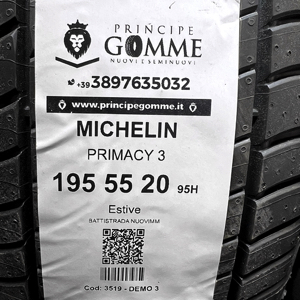 PRINCIPE
GOMME
NUOVI E SEMINUOVI
+39 3897635032
www.principegomme.it
MICHELIN
PRIMACY 3
195 55 20 95H
Estive
BATTISTRADA NUOVIMM
Cod: 3519 - DEMO 3